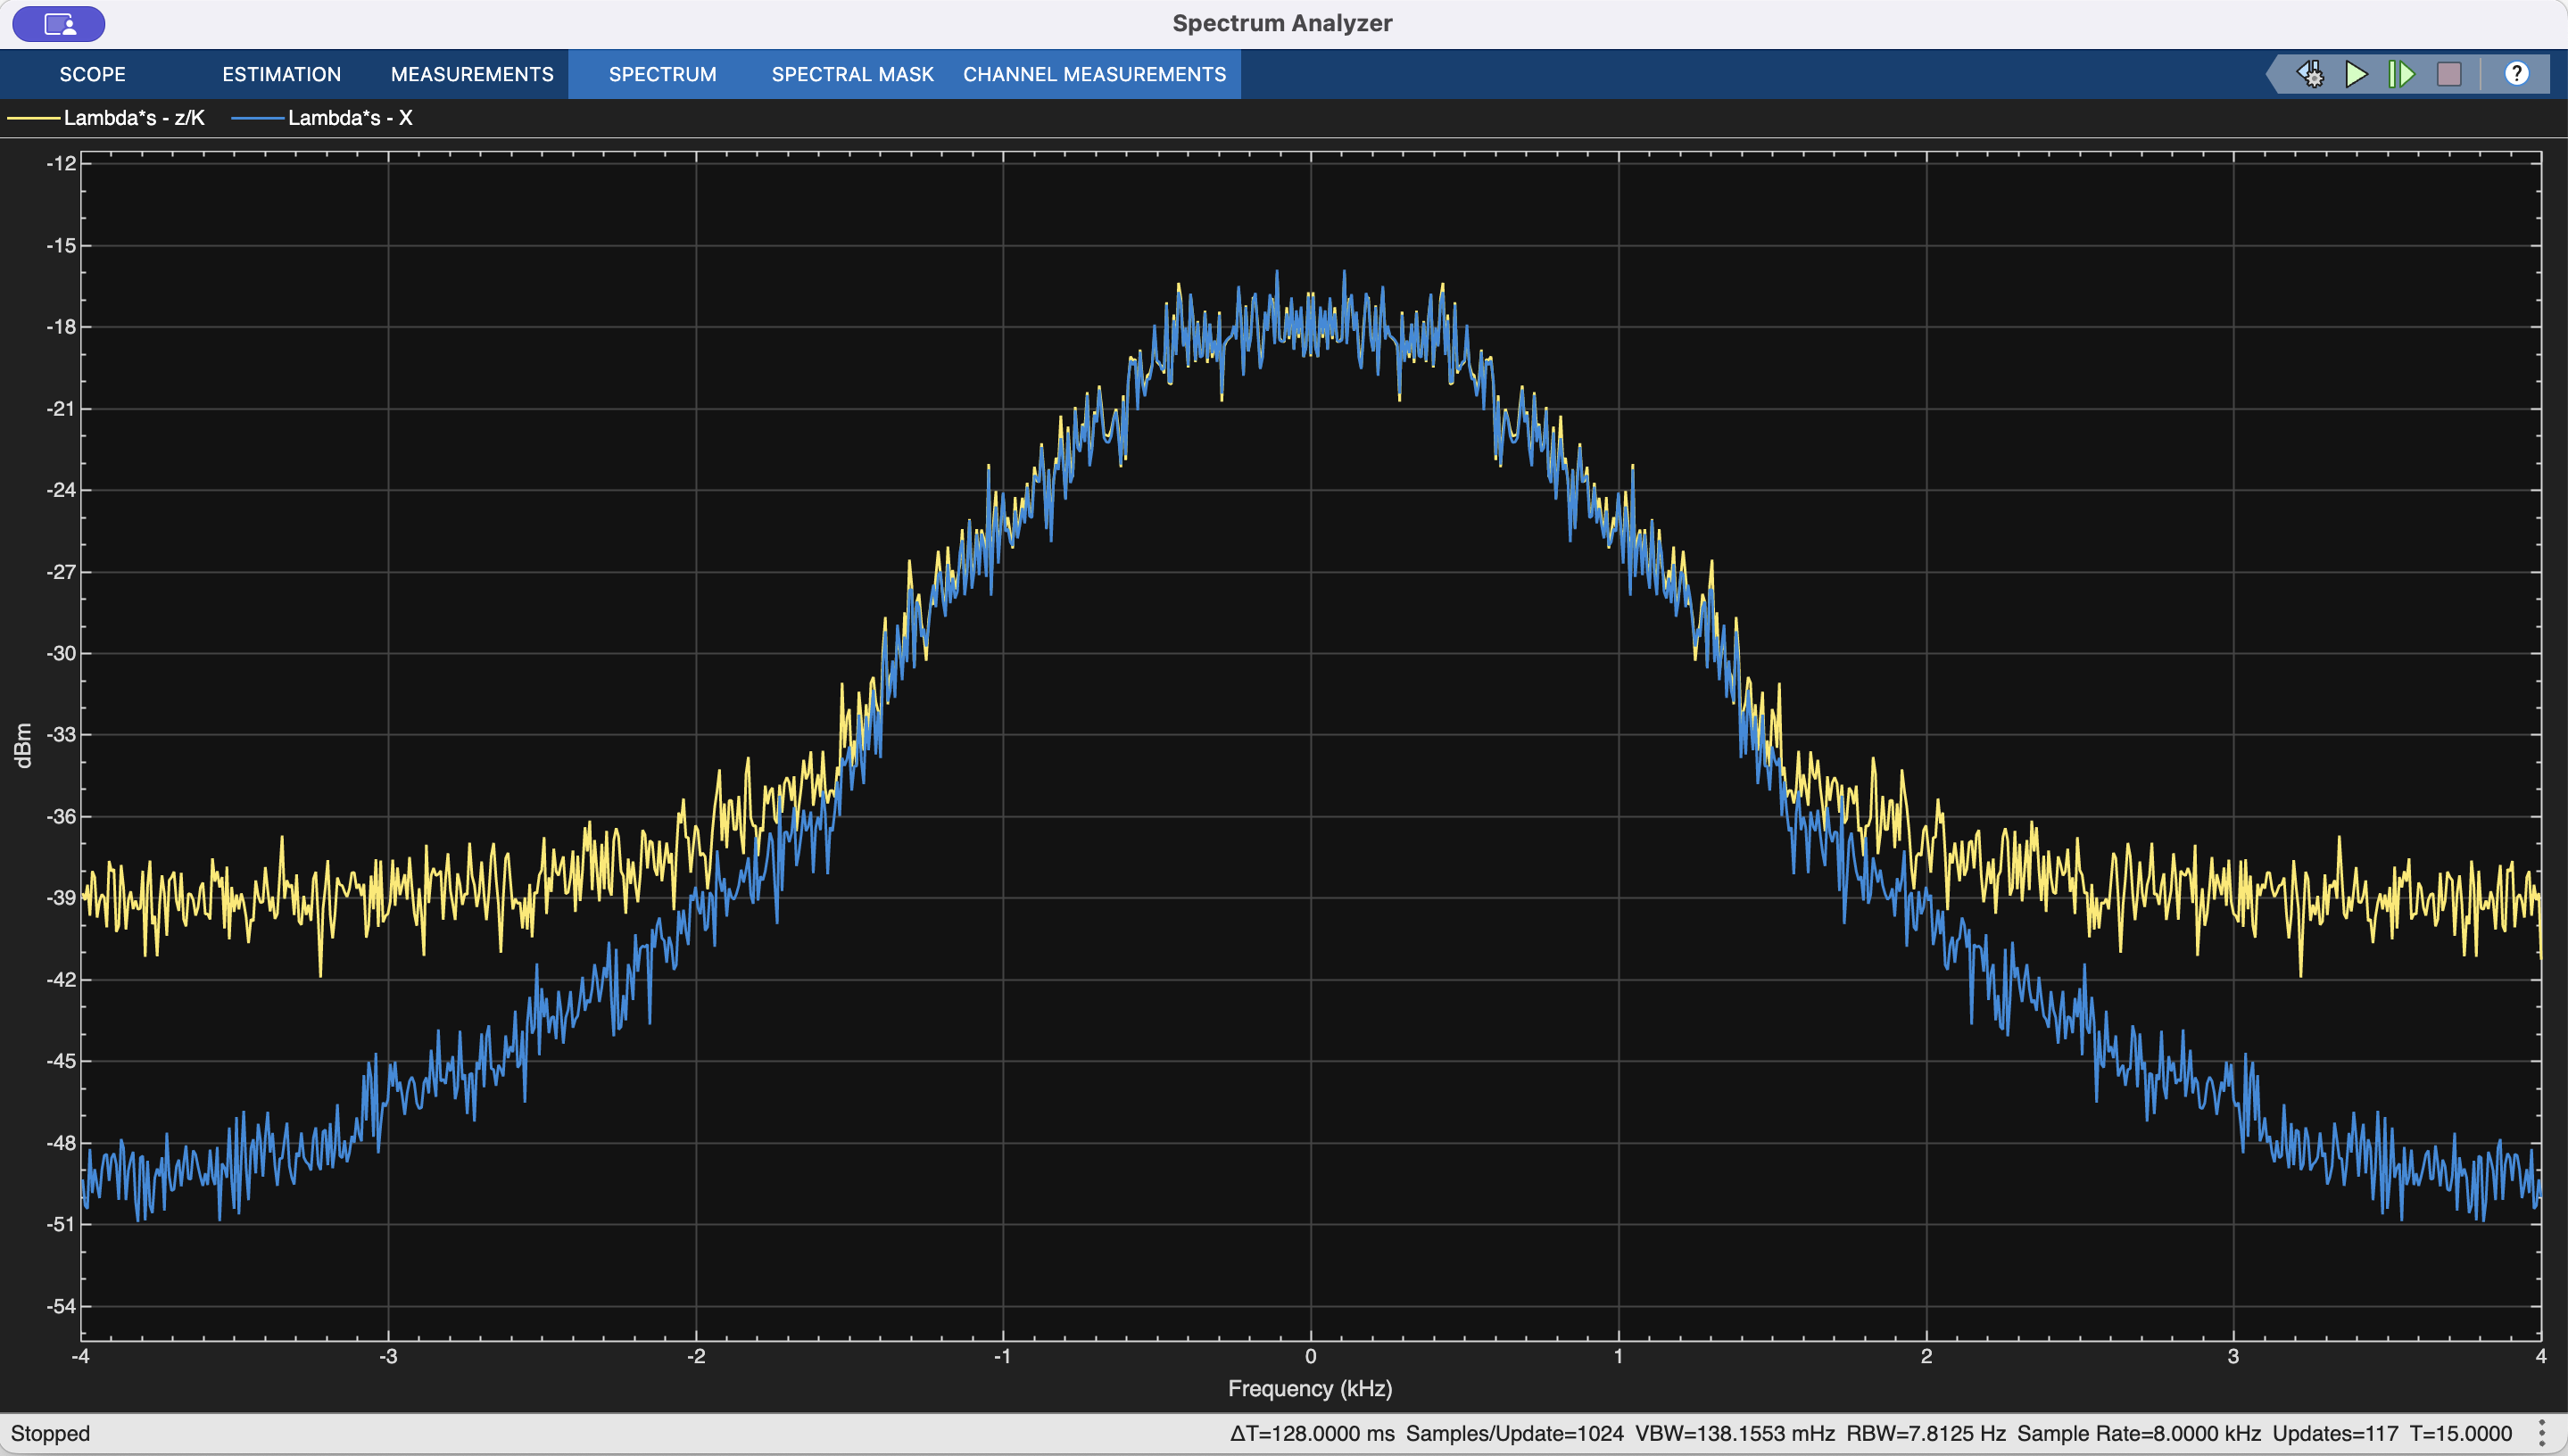 Spectrum Analyzer
SCOPE ESTIMATION MEASUREMENTS SPECTRUM SPECTRAL MASK CHANNEL MEASUREMENTS ?
Lambda*s - z/K Lambda*s - X
-12
-15
-18
-21
-24
-27
-30
-33
-36
-39
-42
-45
-48
-51
-54
dBm
-4 -3 -2 -1 0 1 2 3 4
Frequency (kHz)
Stopped ΔT=128.0000 ms Samples/Update=1024 VBW=138.1553 mHz RBW=7.8125 Hz Sample Rate=8.0000 kHz Updates=117 T=15.0000